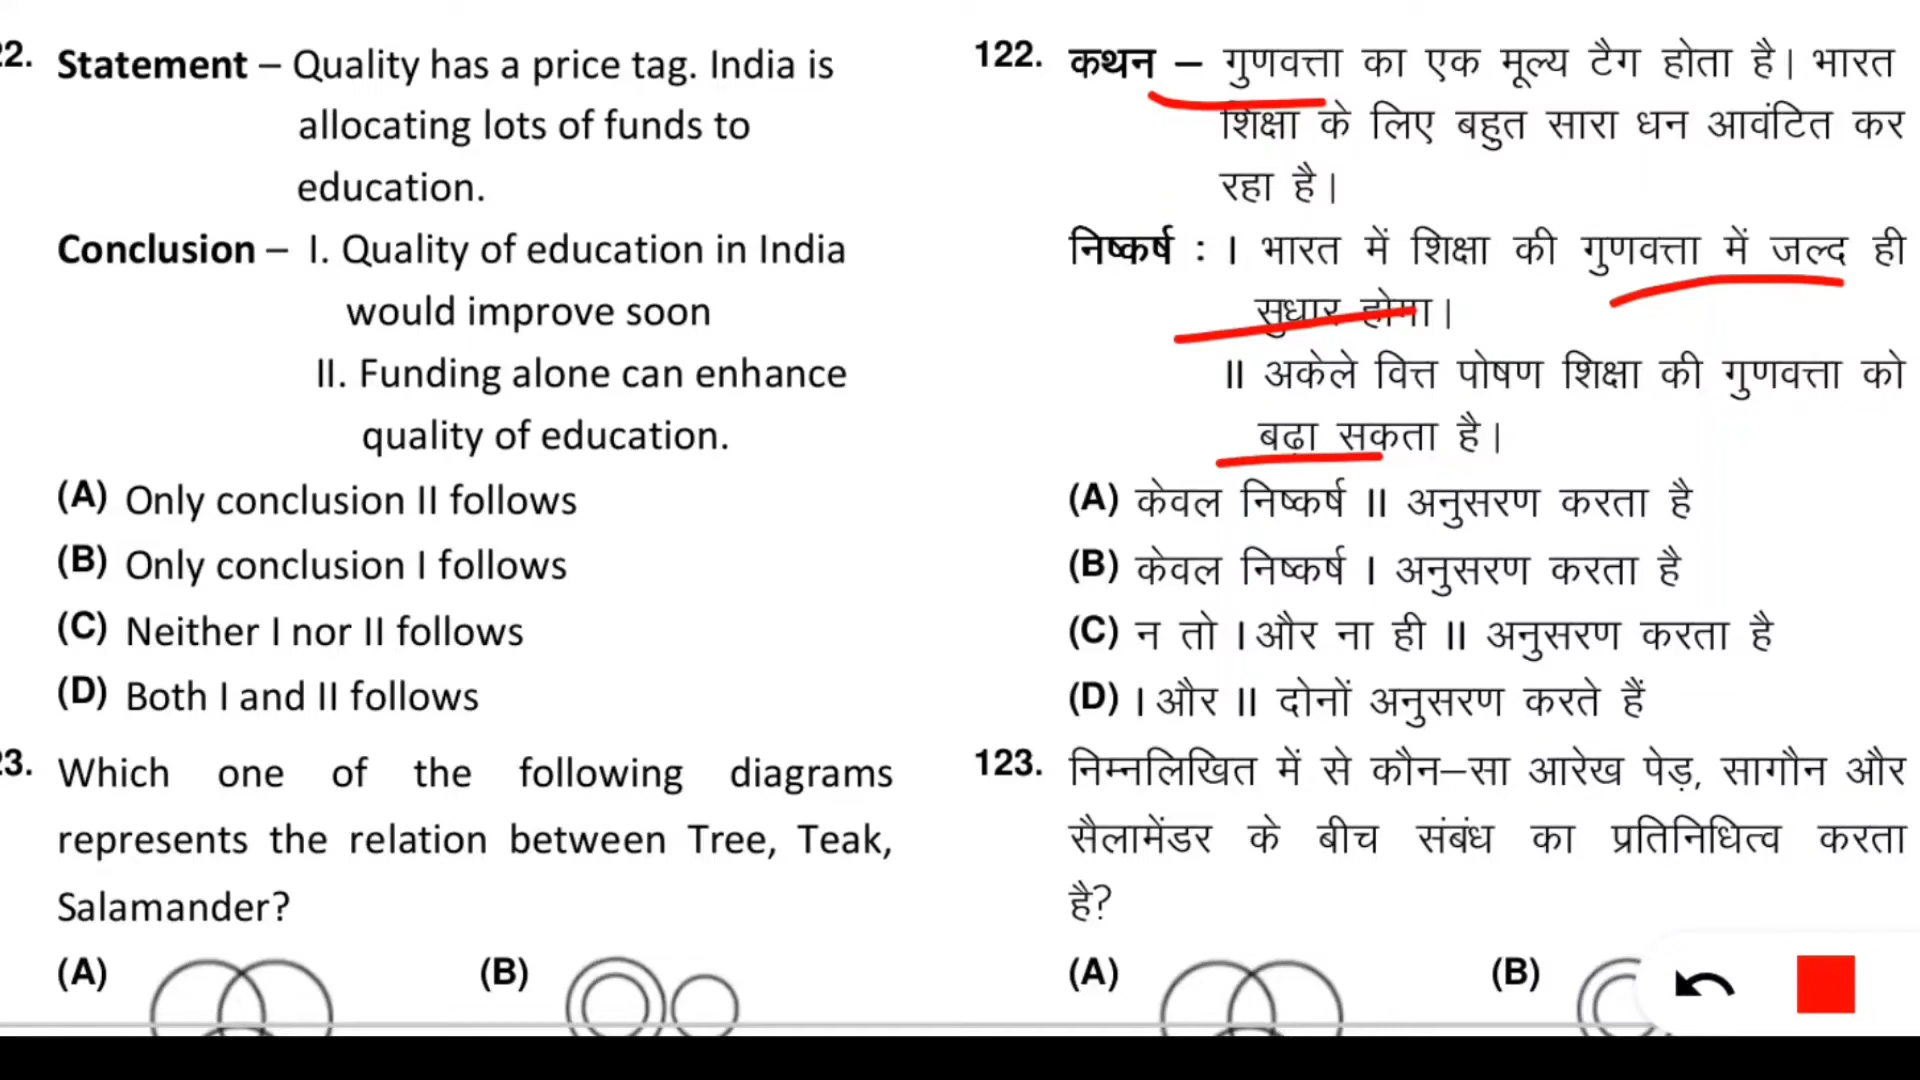 22. Statement – Quality has a price tag. India is
allocating lots of funds to
education.
Conclusion – I. Quality of education in India
would improve soon
II. Funding alone can enhance
quality of education.
(A) Only conclusion II follows
(B) Only conclusion I follows
(C) Neither I nor II follows
(D) Both I and II follows
23. Which one of the following diagrams
represents the relation between Tree, Teak,
Salamander?
(A) (B)
122. कथन – गुणवत्ता का एक मूल्य टैग होता है। भारत
शिक्षा के लिए बहुत सारा धन आवंटित कर
रहा है।
निष्कर्ष : I भारत में शिक्षा की गुणवत्ता में जल्द ही
सुधार होगा।
II अकेले वित्त पोषण शिक्षा की गुणवत्ता को
बढ़ा सकता है।
(A) केवल निष्कर्ष II अनुसरण करता है
(B) केवल निष्कर्ष I अनुसरण करता है
(C) न तो I और ना ही II अनुसरण करता है
(D) I और II दोनों अनुसरण करते हैं
123. निम्नलिखित में से कौन–सा आरेख पेड़, सागौन और
सैलामेंडर के बीच संबंध का प्रतिनिधित्व करता
है?
(A) (B)